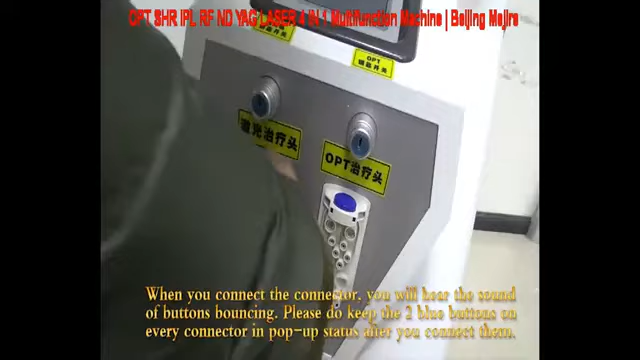 OPT SHR IPL RF ND YAG LASER 4 IN 1 Multifunction Machine | Beijing Mejire
OPT
激光治疗头
OPT治疗头
When you connect the connector, you will hear the sound
of buttons bouncing. Please do keep the 2 blue buttons on
every connector in pop-up status after you connect them.